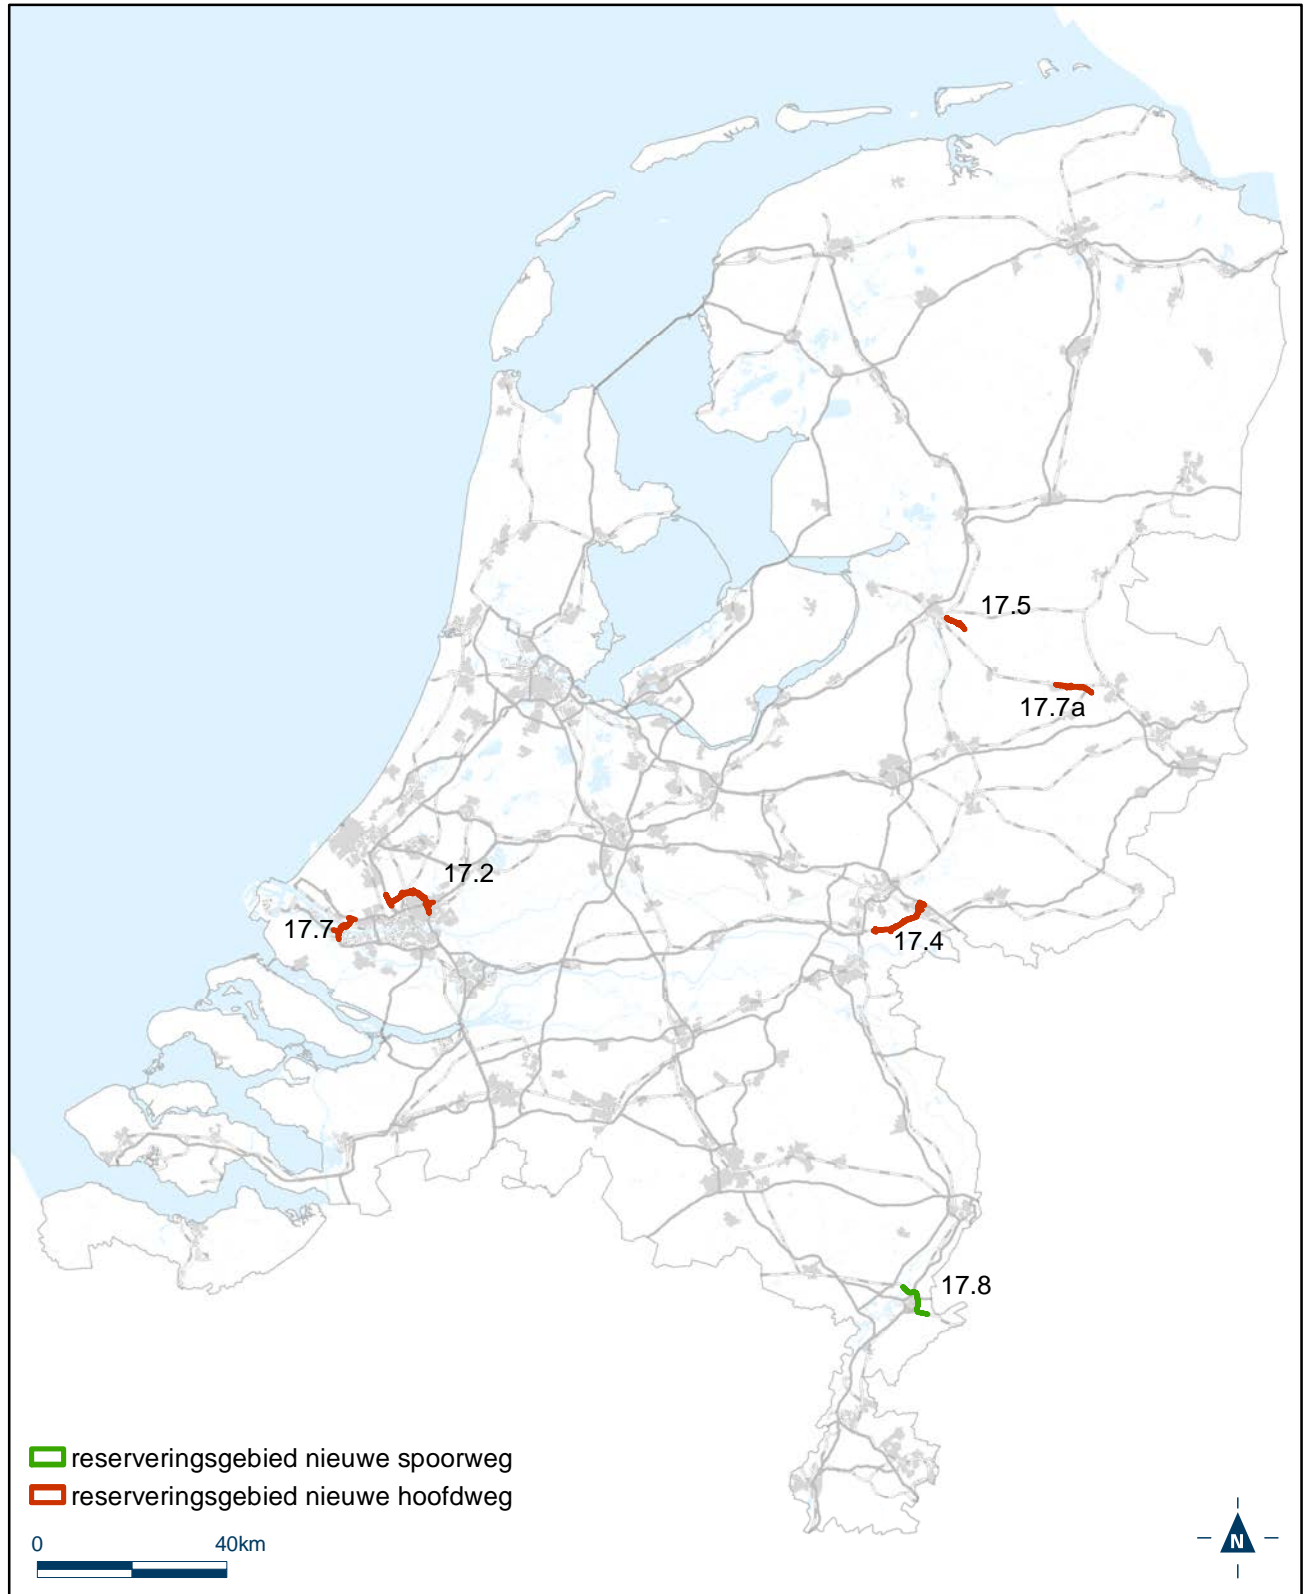 17.5
17.7a
17.2
17.7
17.4
17.8
reserveringsgebied nieuwe spoorweg
reserveringsgebied nieuwe hoofdweg
0 40km
N